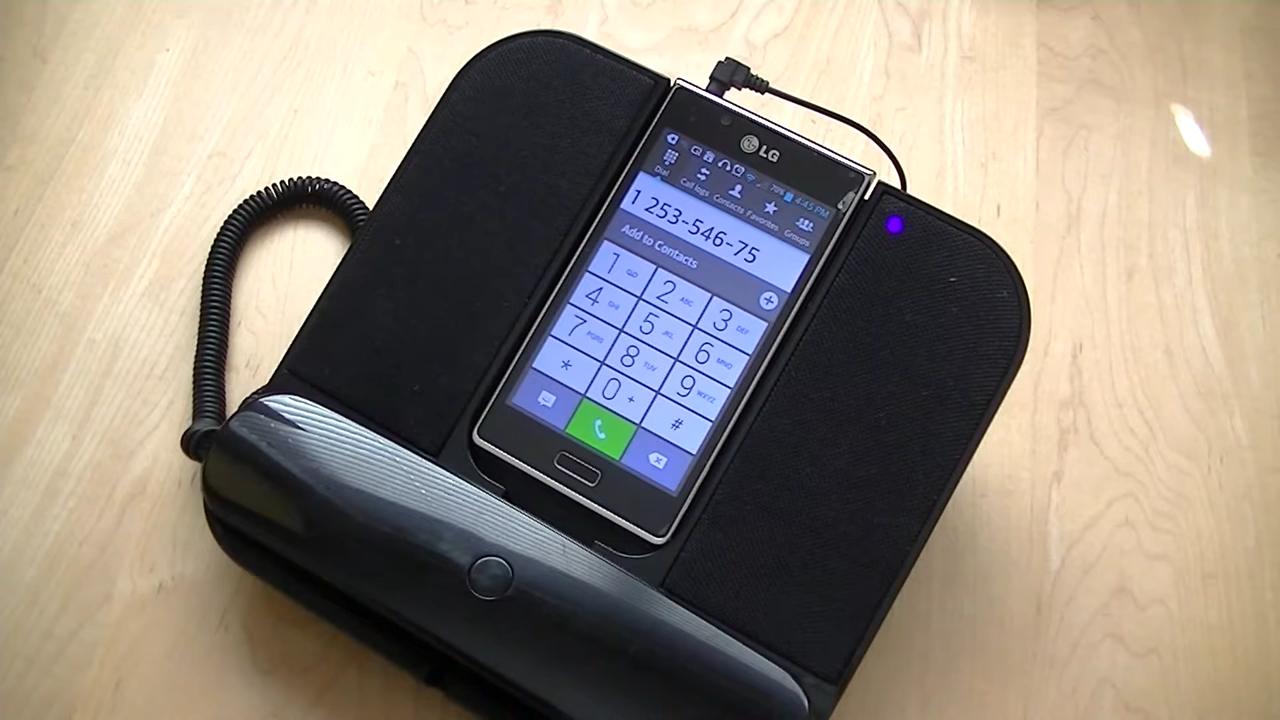 LG
70% 4:45 PM
Dial Call logs Contacts Favorites Groups
1 253-546-75
Add to Contacts
1 2 ABC 3 DEF
4 GHI 5 JKL 6 MNO
7 PQRS 8 TUV 9 WXYZ
* 0 + #